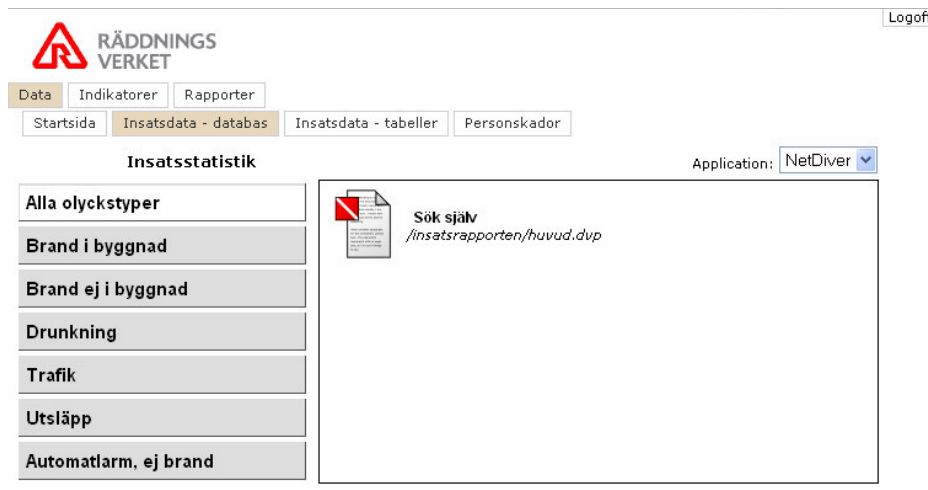 Logoff
RÄDDNINGS
VERKET
Data Indikatorer Rapporter
Startsida Insatsdata - databas Insatsdata - tabeller Personskador
Insatsstatistik
Application: NetDiver
Alla olyckstyper
Brand i byggnad
Brand ej i byggnad
Drunkning
Trafik
Utsläpp
Automatlarm, ej brand
Sök själv
/insatsrapporten/huvud.dvp